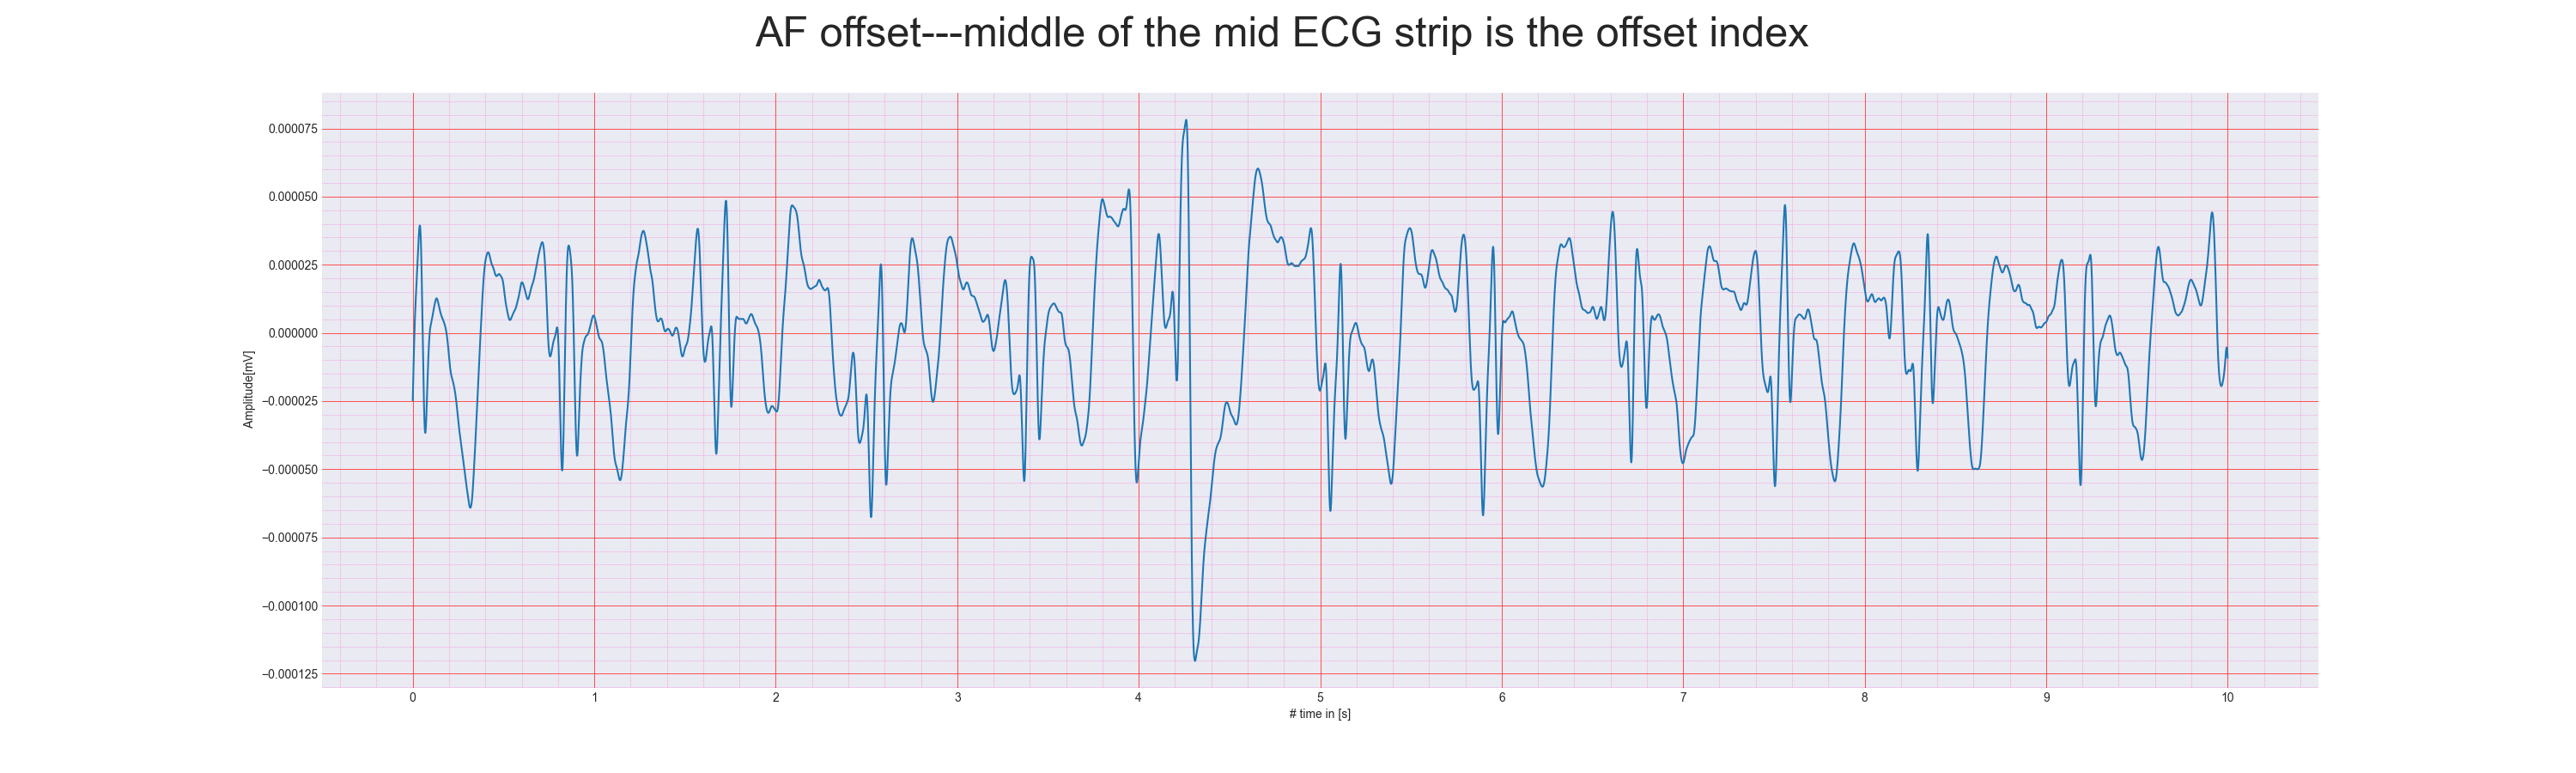 AF offset---middle of the mid ECG strip is the offset index
0.000075
0.000050
0.000025
0.000000
−0.000025
−0.000050
−0.000075
−0.000100
−0.000125
Amplitude[mV]
0 1 2 3 4 5 6 7 8 9 10
# time in [s]